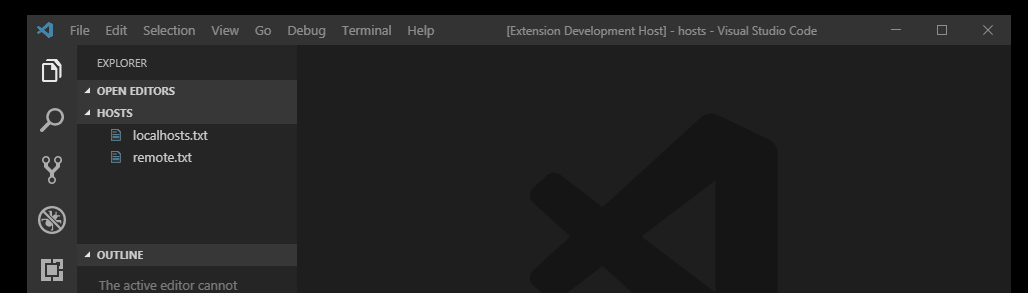 File Edit Selection View Go Debug Terminal Help [Extension Development Host] - hosts - Visual Studio Code
EXPLORER
OPEN EDITORS
HOSTS
localhosts.txt
remote.txt
OUTLINE
The active editor cannot